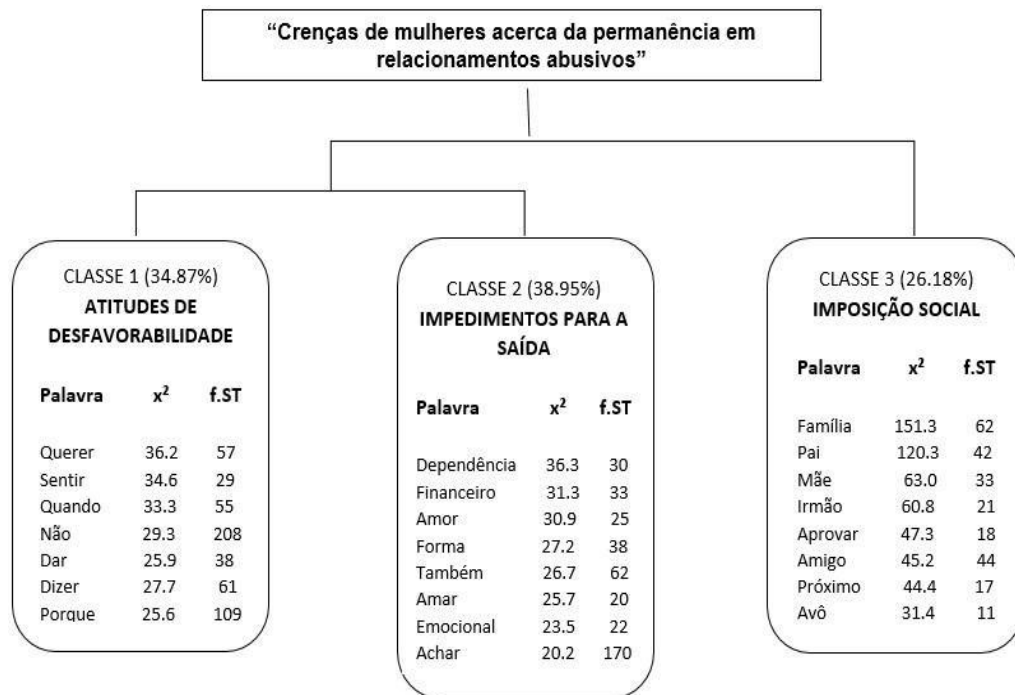 “Crenças de mulheres acerca da permanência em
relacionamentos abusivos”
CLASSE 1 (34.87%)
ATITUDES DE
DESFAVORABILIDADE
Palavra x² f.ST
Querer 36.2 57
Sentir 34.6 29
Quando 33.3 55
Não 29.3 208
Dar 25.9 38
Dizer 27.7 61
Porque 25.6 109
CLASSE 2 (38.95%)
IMPEDIMENTOS PARA A
SAÍDA
Palavra x² f.ST
Dependência 36.3 30
Financeiro 31.3 33
Amor 30.9 25
Forma 27.2 38
Também 26.7 62
Amar 25.7 20
Emocional 23.5 22
Achar 20.2 170
CLASSE 3 (26.18%)
IMPOSIÇÃO SOCIAL
Palavra x² f.ST
Família 151.3 62
Pai 120.3 42
Mãe 63.0 33
Irmão 60.8 21
Aprovar 47.3 18
Amigo 45.2 44
Próximo 44.4 17
Avô 31.4 11